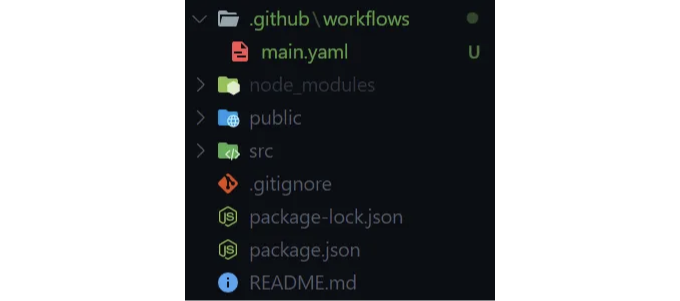 .github\workflows
main.yaml U
node_modules
public
src
.gitignore
package-lock.json
package.json
README.md